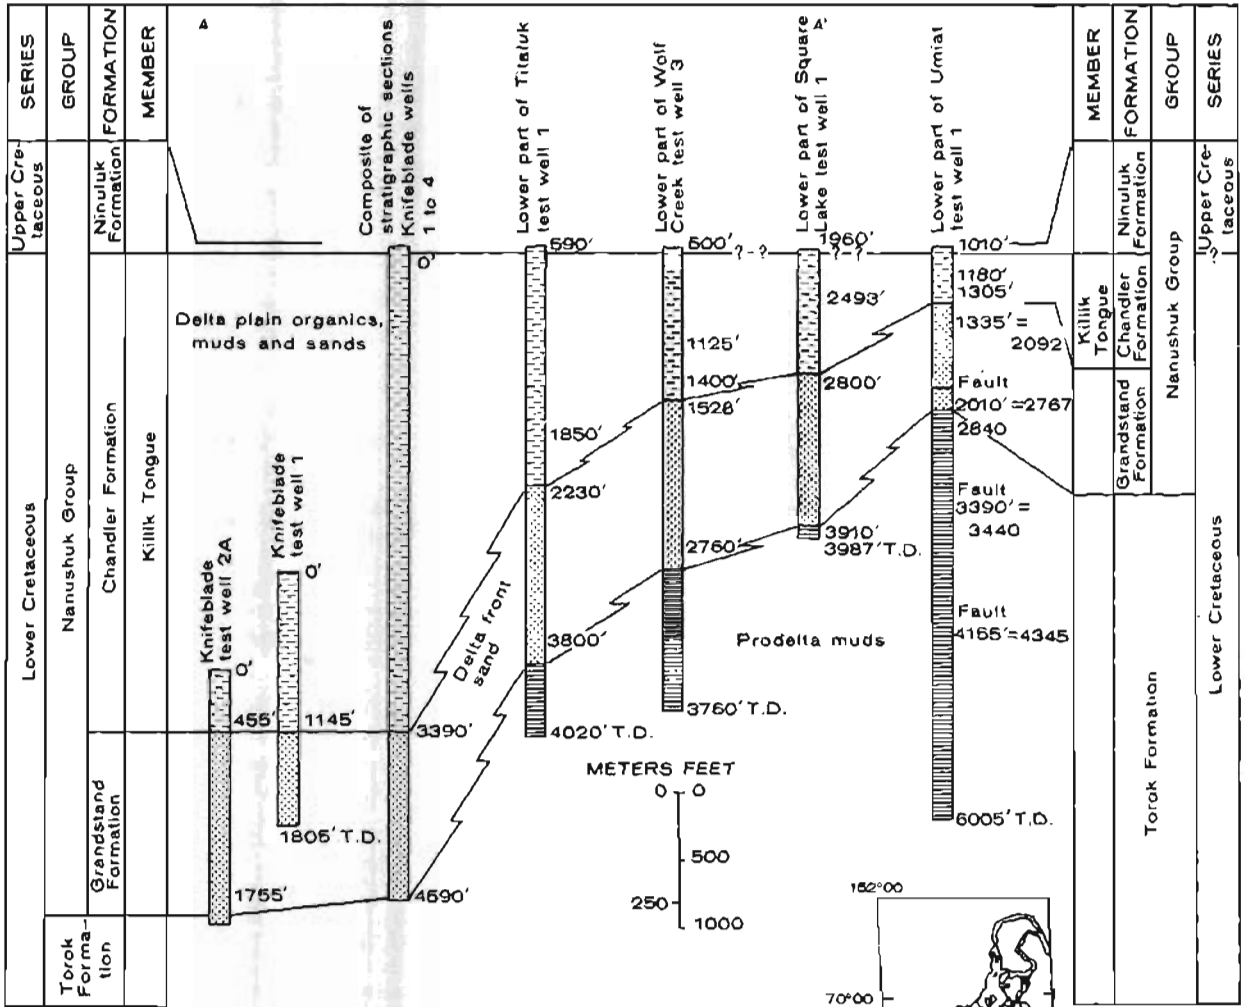 SERIES
GROUP
FORMATION
MEMBER
A
Composite of
stratigraphic sections
Knifeblade wells
1 to 4
Lower part of Titaluk
test well 1
Lower part of Wolf
Creek test well 3
Lower part of Square
Lake test well 1
A'
Lower part of Umiat
test well 1
MEMBER
FORMATION
GROUP
SERIES
Upper Cre-
taceous
Ninuluk
Formation
590'
500'
?-?
1960'
?-?
1010'
Ninuluk
Formation
Upper Cre-
taceous
?
0'
1180'
1305'
2493'
1335' =
2092
Delta plain organics,
muds and sands
1125'
1400'
1528'
2800'
Fault
2010' =2767
2840
Killik
Tongue
Chandler
Formation
Nanushuk Group
Grandstand
Formation
1850'
2230'
Fault
3390' =
3440
Lower Cretaceous
Nanushuk Group
Chandler Formation
Killik Tongue
Knifeblade
test well 2A
Knifeblade
test well 1
0'
0'
2760'
3910'
3987' T.D.
Delta front
sand
3800'
Prodelta muds
Fault
4165'=4345
Lower Cretaceous
455'
1145'
3390'
4020' T.D.
3760' T.D.
Torok Formation
METERS FEET
0
0
500
250
1000
1805' T.D.
6005' T.D.
Grandstand
Formation
1755'
4590'
152°00
Torok
Forma-
tion
70°00